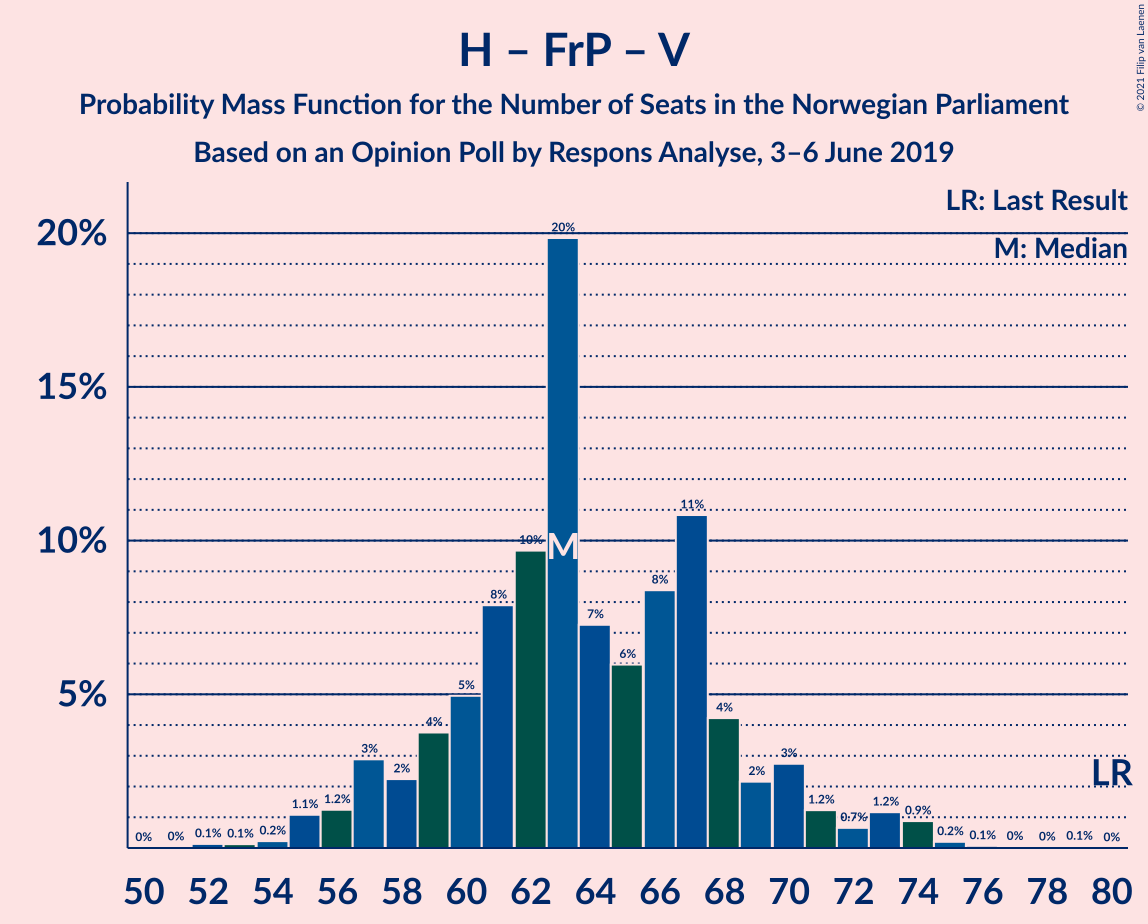 H – FrP – V
Probability Mass Function for the Number of Seats in the Norwegian Parliament
Based on an Opinion Poll by Respons Analyse, 3–6 June 2019
© 2021 Filip van Laenen
LR: Last Result
M: Median
20%
15%
10%
5%
0% 0% 0.1% 0.1% 0.2% 1.1% 1.2% 3% 2% 4% 5% 8% 10% 20% 7% 6% 8% 11% 4% 2% 3% 1.2% 0.7% 1.2% 0.9% 0.2% 0.1% 0% 0% 0.1% 0%
M
LR
50 52 54 56 58 60 62 64 66 68 70 72 74 76 78 80